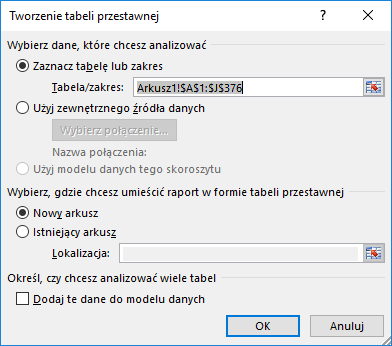 Tworzenie tabeli przestawnej
Wybierz dane, które chcesz analizować
Zaznacz tabelę lub zakres
Tabela/zakres: Arkusz1!$A$1:$J$376
Użyj zewnętrznego źródła danych
Wybierz połączenie...
Nazwa połączenia:
Użyj modelu danych tego skoroszytu
Wybierz, gdzie chcesz umieścić raport w formie tabeli przestawnej
Nowy arkusz
Istniejący arkusz
Lokalizacja:
Określ, czy chcesz analizować wiele tabel
Dodaj te dane do modelu danych
OK Anuluj